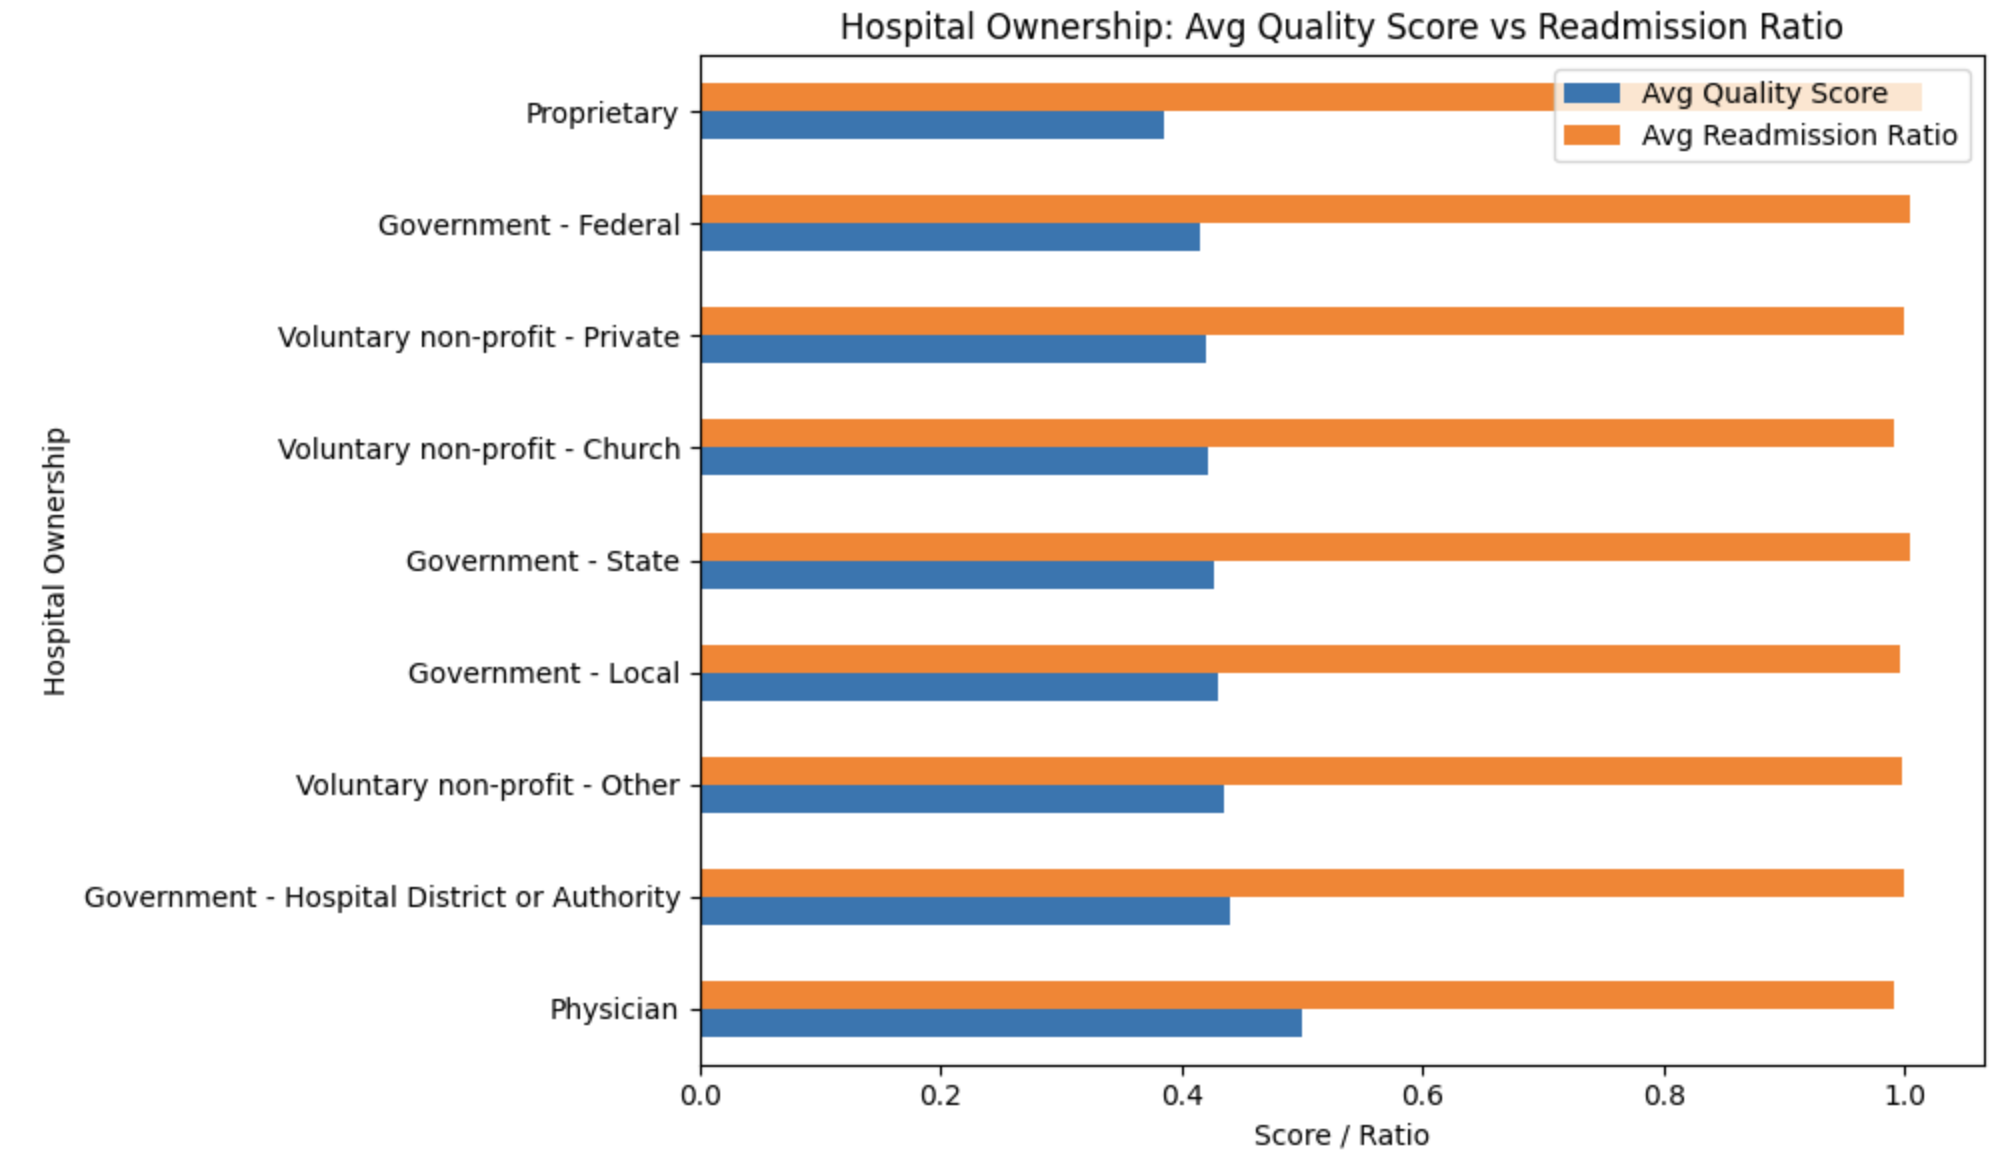 Hospital Ownership: Avg Quality Score vs Readmission Ratio
Avg Quality Score
Avg Readmission Ratio
Proprietary
Government - Federal
Voluntary non-profit - Private
Voluntary non-profit - Church
Government - State
Government - Local
Voluntary non-profit - Other
Government - Hospital District or Authority
Physician
Hospital Ownership
0.0 0.2 0.4 0.6 0.8 1.0
Score / Ratio